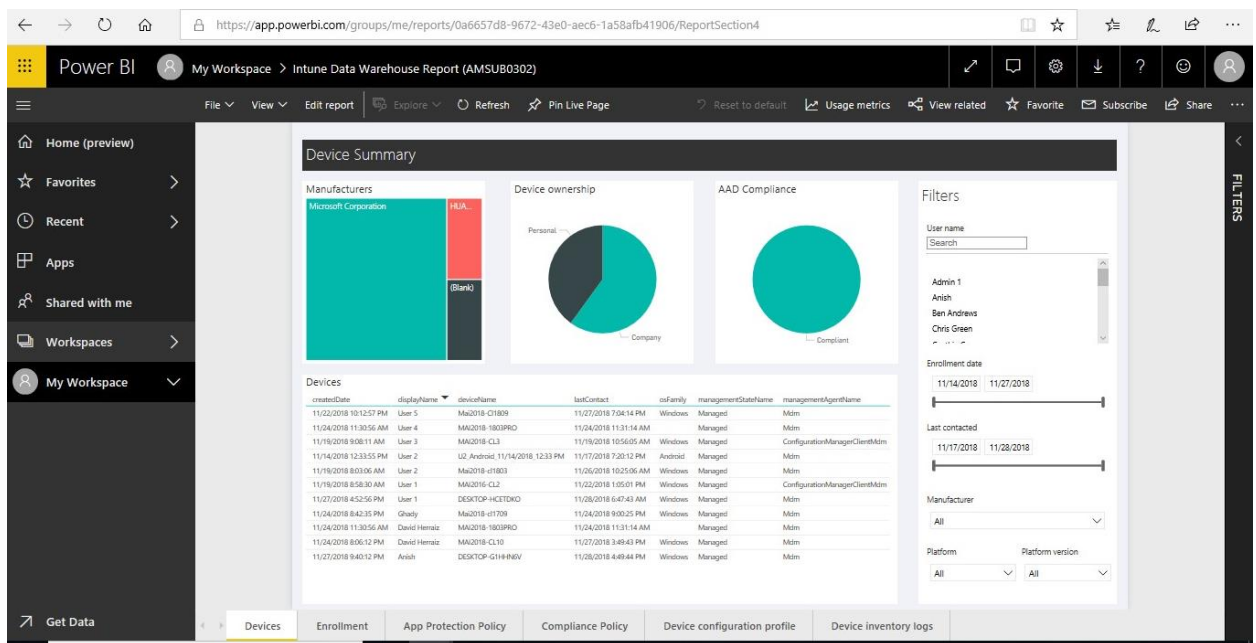 https://app.powerbi.com/groups/me/reports/0a6657d8-9672-43e0-aec6-1a58afb41906/ReportSection4
Power BI My Workspace > Intune Data Warehouse Report (AMSUB0302)
File View Edit report Explore Refresh Pin Live Page Reset to default Usage metrics View related Favorite Subscribe Share
Home (preview)
Favorites
Recent
Apps
Shared with me
Workspaces
My Workspace
Get Data
Device Summary
Manufacturers
Microsoft Corporation
HUA...
(Blank)
Device ownership
Personal
Company
AAD Compliance
Compliant
Devices
createdDate displayName deviceName lastContact osFamily managementStateName managementAgentName
11/22/2018 10:12:57 PM User 5 Mai2018-Cl1809 11/27/2018 7:04:14 PM Windows Managed Mdm
11/24/2018 11:30:56 AM User 4 MAI2018-1803PRO 11/24/2018 11:31:14 AM Managed Mdm
11/19/2018 9:08:11 AM User 3 MAI2018-CL3 11/19/2018 10:56:05 AM Windows Managed ConfigurationManagerClientMdm
11/14/2018 12:33:55 PM User 2 U2_Android_11/14/2018_12:33 PM 11/17/2018 7:20:12 PM Android Managed Mdm
11/19/2018 8:03:06 AM User 2 Mai2018-cl1803 11/26/2018 10:25:06 AM Windows Managed Mdm
11/19/2018 8:58:30 AM User 1 MAI2016-CL2 11/22/2018 1:05:01 PM Windows Managed ConfigurationManagerClientMdm
11/27/2018 4:52:56 PM User 1 DESKTOP-HCETDKO 11/28/2018 6:47:43 AM Windows Managed Mdm
11/24/2018 8:42:35 PM Ghady Mai2018-cl1709 11/24/2018 9:00:25 PM Windows Managed Mdm
11/24/2018 11:30:56 AM David Herraiz MAI2018-1803PRO 11/24/2018 11:31:14 AM Managed Mdm
11/24/2018 8:06:12 PM David Herraiz MAI2018-CL10 11/27/2018 3:49:43 PM Windows Managed Mdm
11/27/2018 9:40:12 PM Anish DESKTOP-G1HHN6V 11/28/2018 4:49:44 PM Windows Managed Mdm
Filters
User name
Search
Admin 1
Anish
Ben Andrews
Chris Green
Enrollment date
11/14/2018 11/27/2018
Last contacted
11/17/2018 11/28/2018
Manufacturer
All
Platform Platform version
All All
FILTERS
Devices Enrollment App Protection Policy Compliance Policy Device configuration profile Device inventory logs